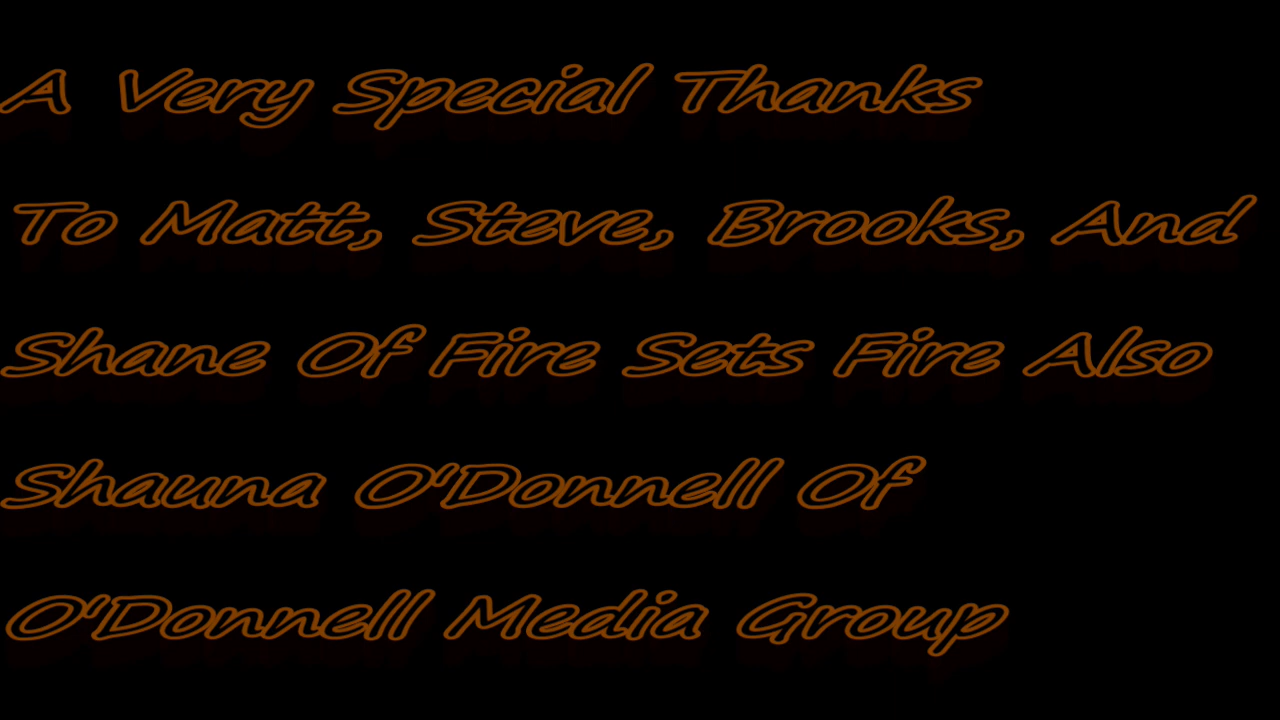 A Very Special Thanks
To Matt, Steve, Brooks, And
Shane Of Fire Sets Fire Also
Shauna O'Donnell Of
O'Donnell Media Group